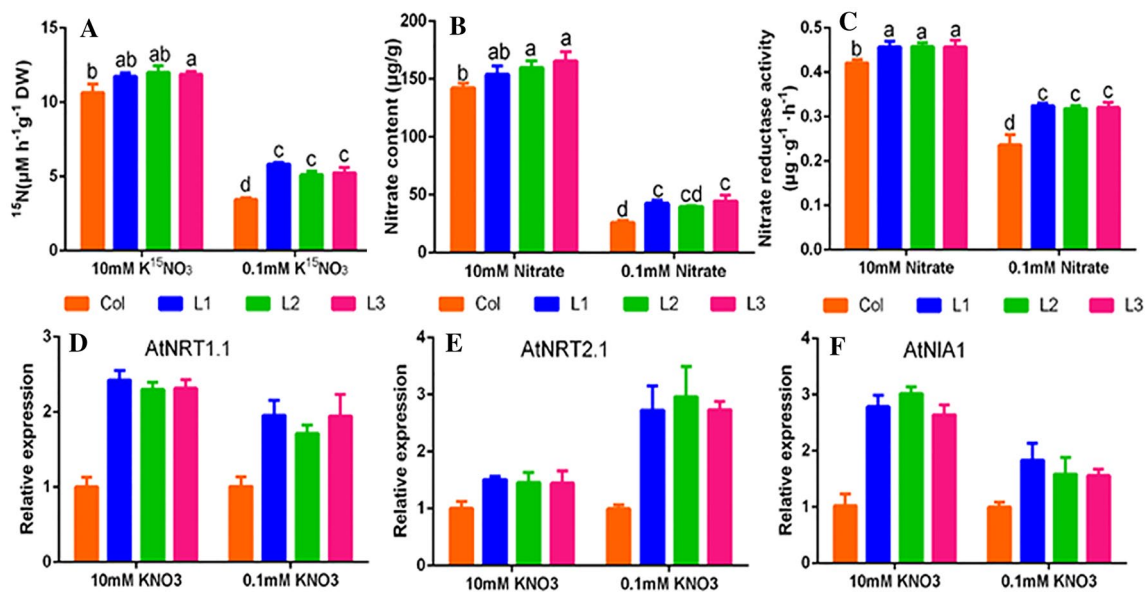 A
¹⁵N(µM h⁻¹g⁻¹ DW)
15
10
5
0
b
ab
ab
a
d
c
c
c
10mM K¹⁵NO₃
0.1mM K¹⁵NO₃
B
Nitrate content (µg/g)
200
150
100
50
0
b
ab
a
a
d
c
cd
c
10mM Nitrate
0.1mM Nitrate
C
Nitrate reductase activity
(µg ·g⁻¹ ·h⁻¹)
0.5
0.4
0.3
0.2
0.1
0.0
b
a
a
a
d
c
c
c
10mM Nitrate
0.1mM Nitrate
Col L1 L2 L3
Col L1 L2 L3
Col L1 L2 L3
D
AtNRT1.1
Relative expression
3
2
1
0
10mM KNO3
0.1mM KNO3
E
AtNRT2.1
Relative expression
4
3
2
1
0
10mM KNO3
0.1mM KNO3
F
AtNIA1
Relative expression
4
3
2
1
0
10mM KNO3
0.1mM KNO3